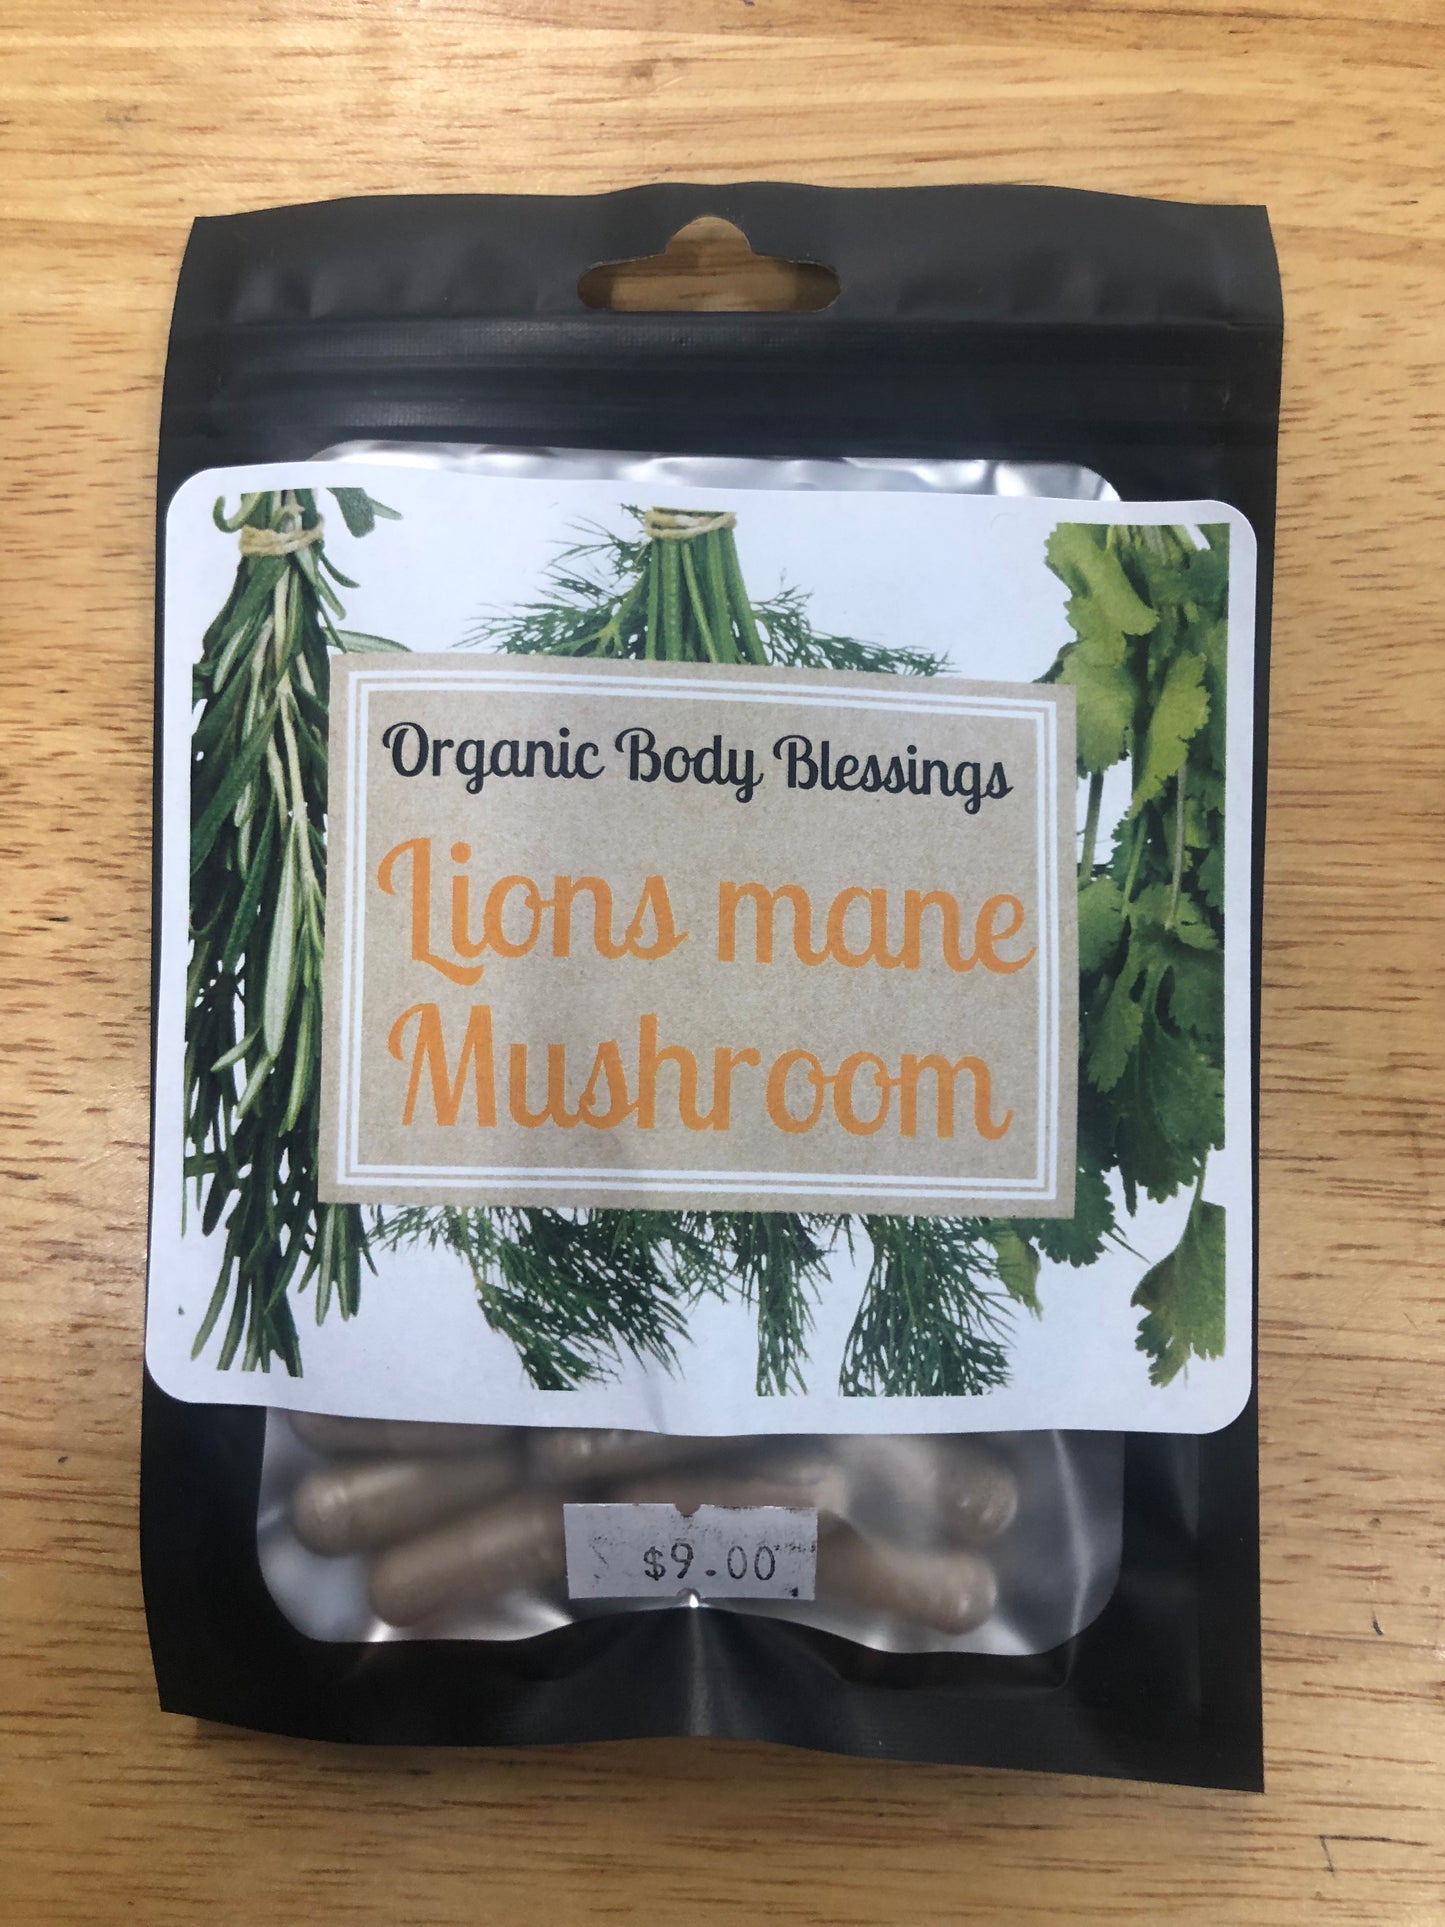 Organic Body Blessings
Lions mane
Mushroom
$9.00